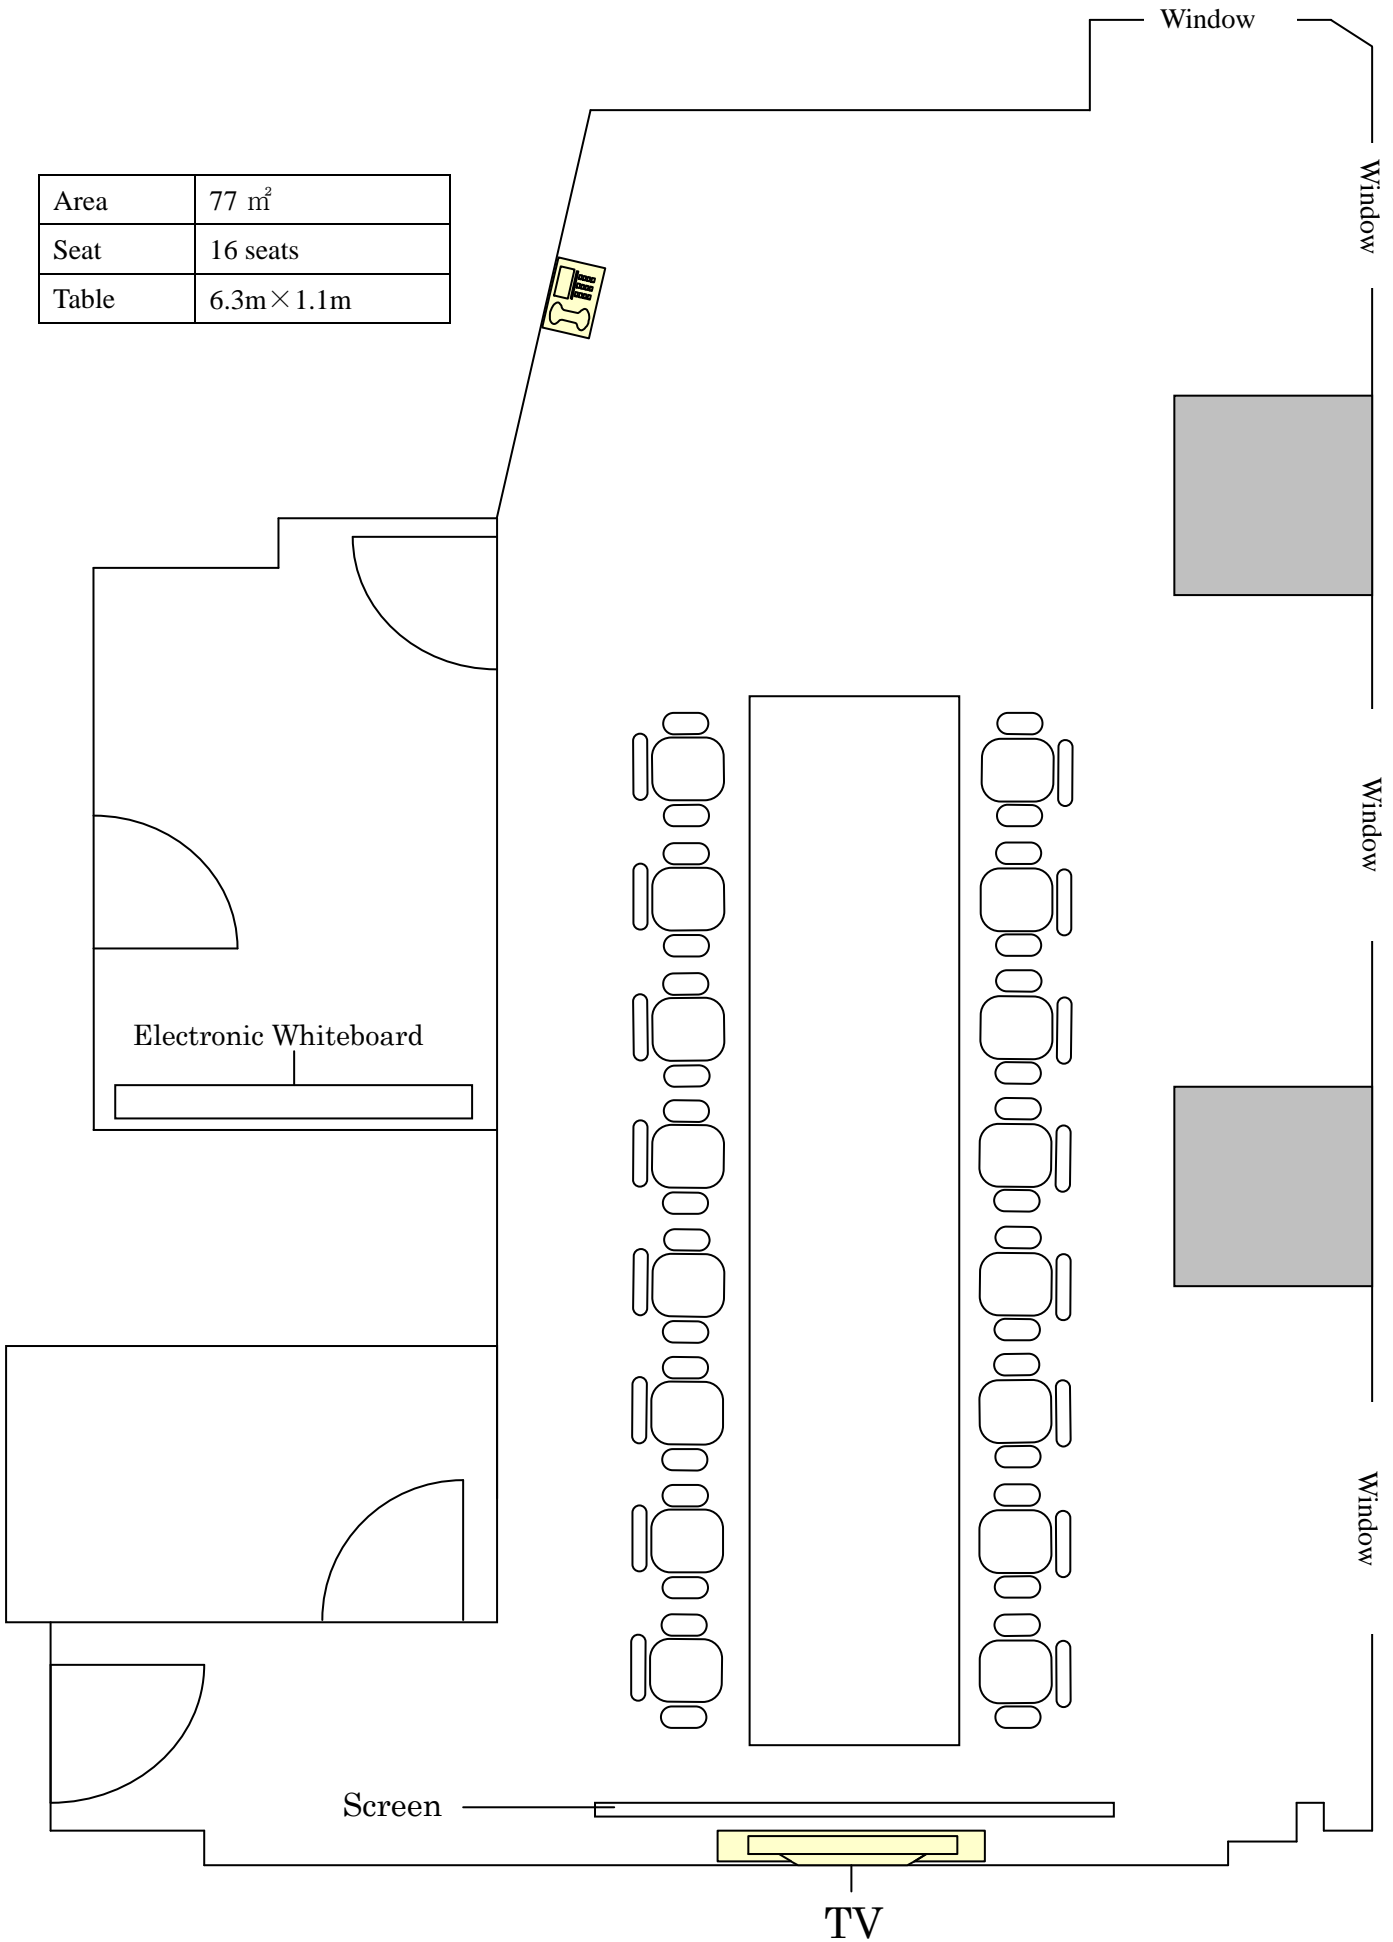 Window
Window
Area 77 ㎡
Seat 16 seats
Table 6.3m×1.1m
Window
Electronic Whiteboard
Window
Screen
TV